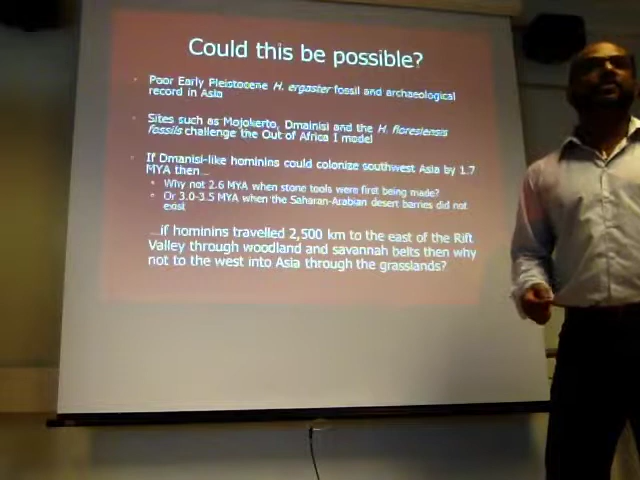 Could this be possible?
Poor Early Pleistocene H. ergaster fossil and archaeological
record in Asia
Sites such as Mojokerto, Dmainisi and the H. floresiensis
fossils challenge the Out of Africa I model
If Dmanisi-like hominins could colonize southwest Asia by 1.7
MYA then…
Why not 2.6 MYA when stone tools were first being made?
Or 3.0-3.5 MYA when the Saharan-Arabian desert barries did not
exist
…if hominins travelled 2,500 km to the east of the Rift
Valley through woodland and savannah belts then why
not to the west into Asia through the grasslands?